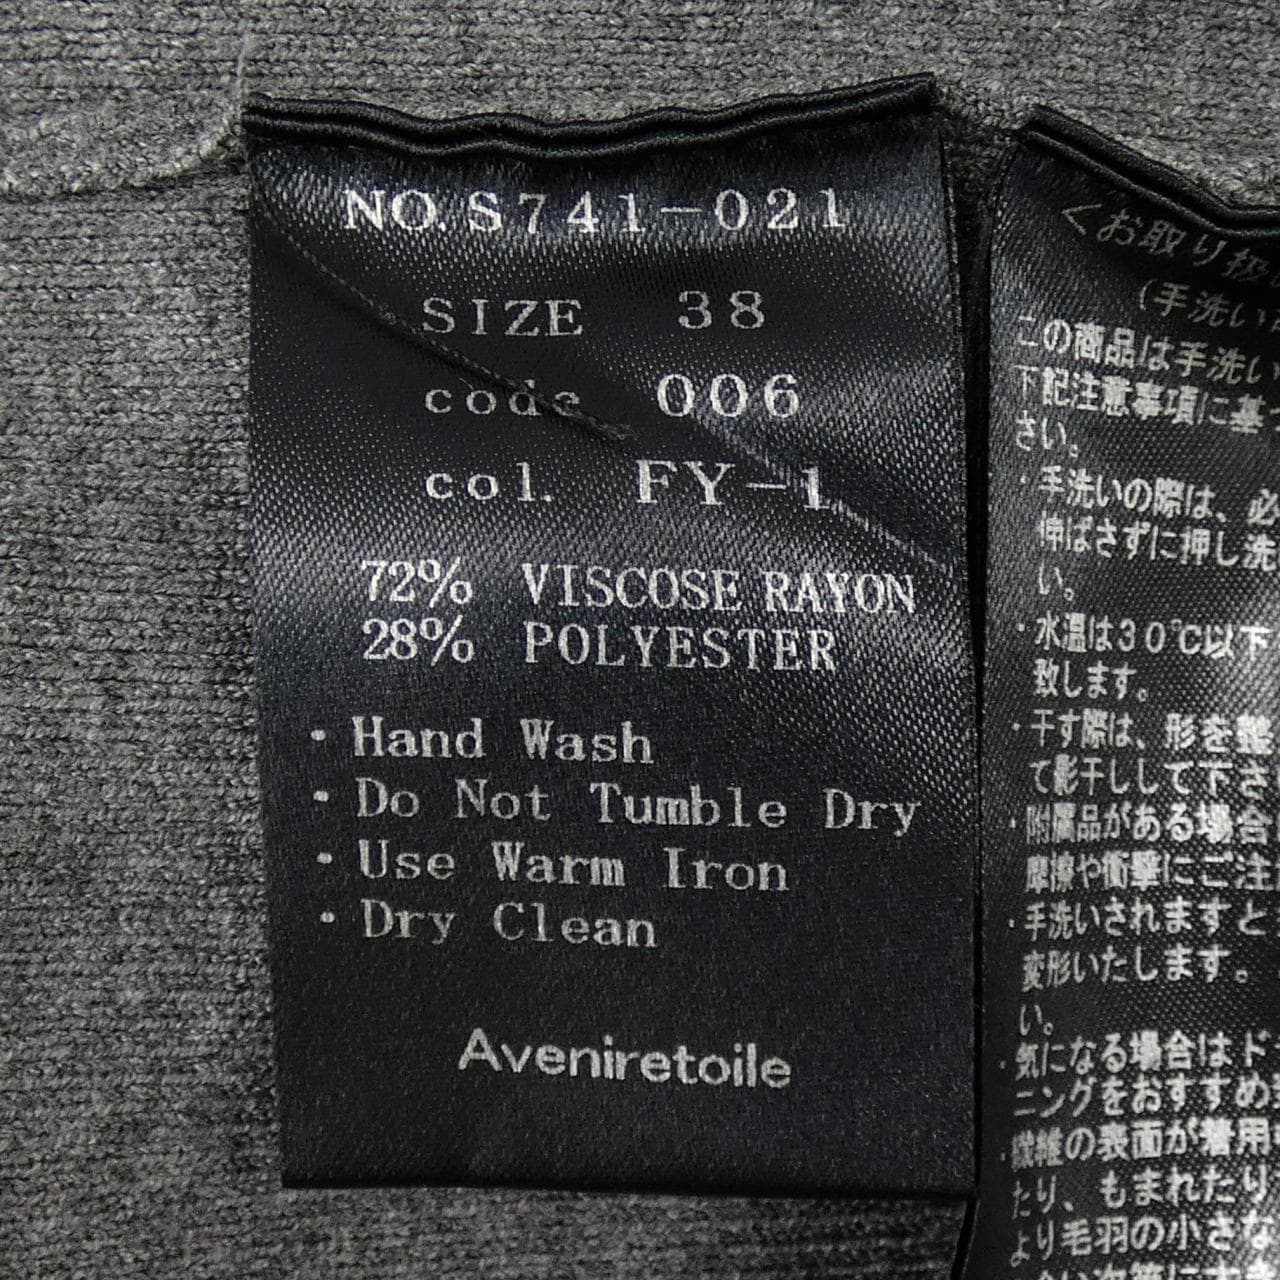 NO.S741-021
SIZE 38
code 006
col. FY-1
72% VISCOSE RAYON
28% POLYESTER
・Hand Wash
・Do Not Tumble Dry
・Use Warm Iron
・Dry Clean
Aveniretoile
<お取り扱
(手洗い
この商品は手洗い
下記注意事項に基
さい。
・手洗いの際は、必
伸ばさずに押し洗
い。
・水温は30℃以下
致します。
・干す際は、形を整
て影干しして下さ
・附属品がある場合
摩擦や衝撃にご注
・手洗いされますと
変形いたします。
い。
・気になる場合はド
ニングをおすすめ
・繊維の表面が着用
たり、もまれたり
より毛羽の小さな